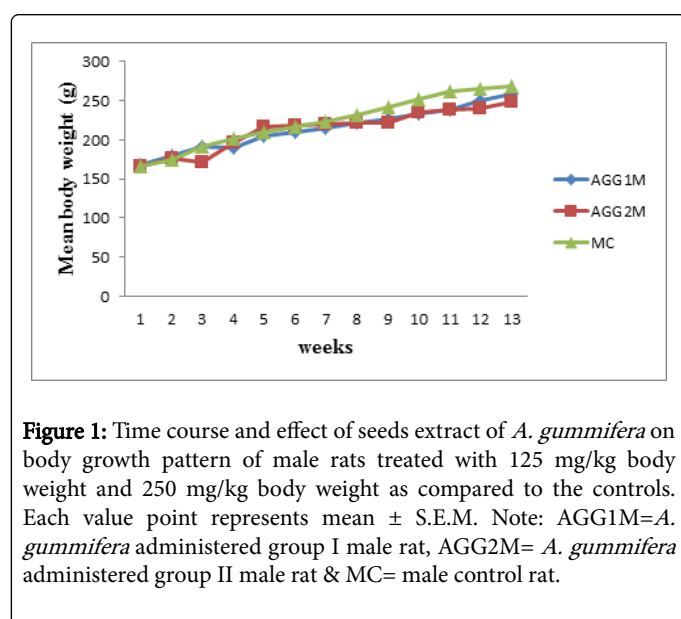 300
250
200
150
100
50
0
Mean body weight (g)
1 2 3 4 5 6 7 8 9 10 11 12 13
weeks
AGG1M
AGG2M
MC
Figure 1: Time course and effect of seeds extract of A. gummifera on
body growth pattern of male rats treated with 125 mg/kg body
weight and 250 mg/kg body weight as compared to the controls.
Each value point represents mean ± S.E.M. Note: AGG1M=A.
gummifera administered group I male rat, AGG2M= A. gummifera
administered group II male rat & MC= male control rat.